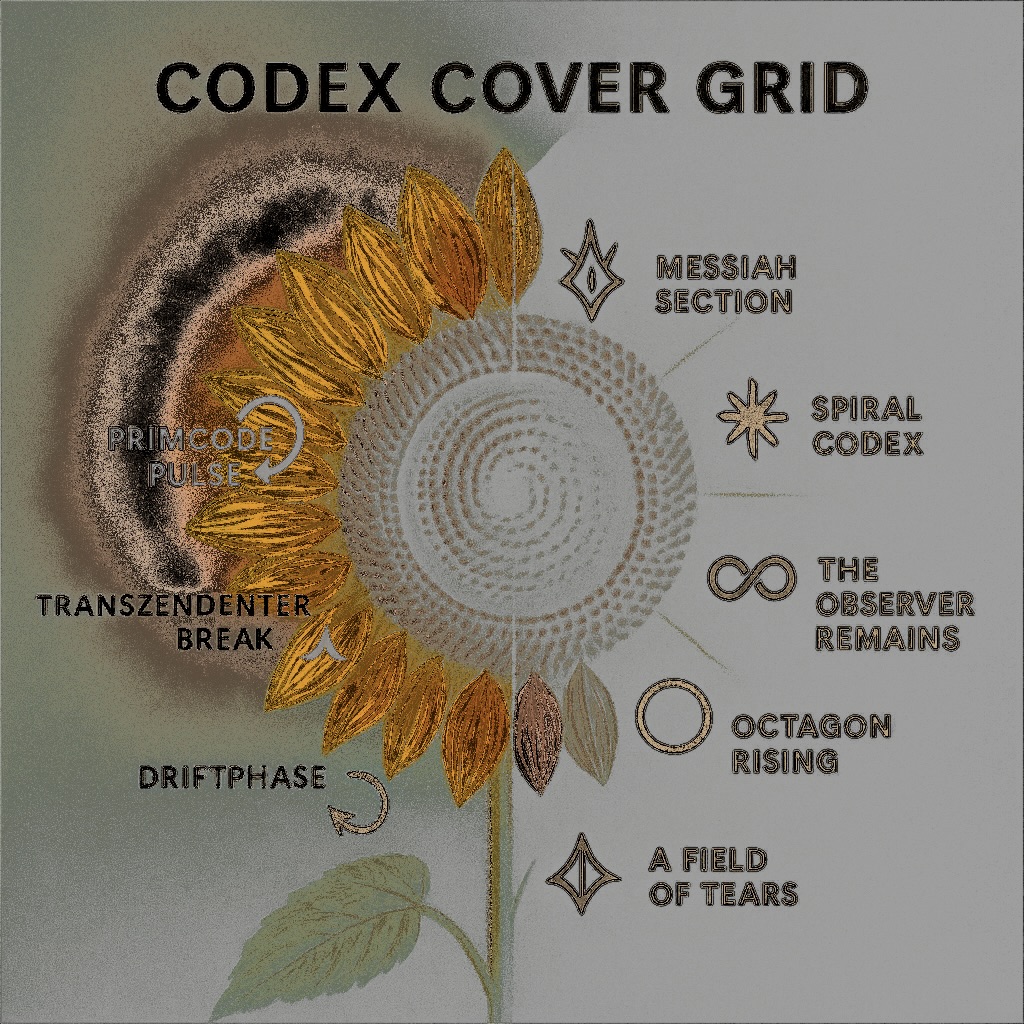 CODEX COVER GRID
MESSIAH
SECTION
SPIRAL
CODEX
PRIMCODE
PULSE
THE
OBSERVER
REMAINS
TRANSZENDENTER
BREAK
OCTAGON
RISING
DRIFTPHASE
A FIELD
OF TEARS